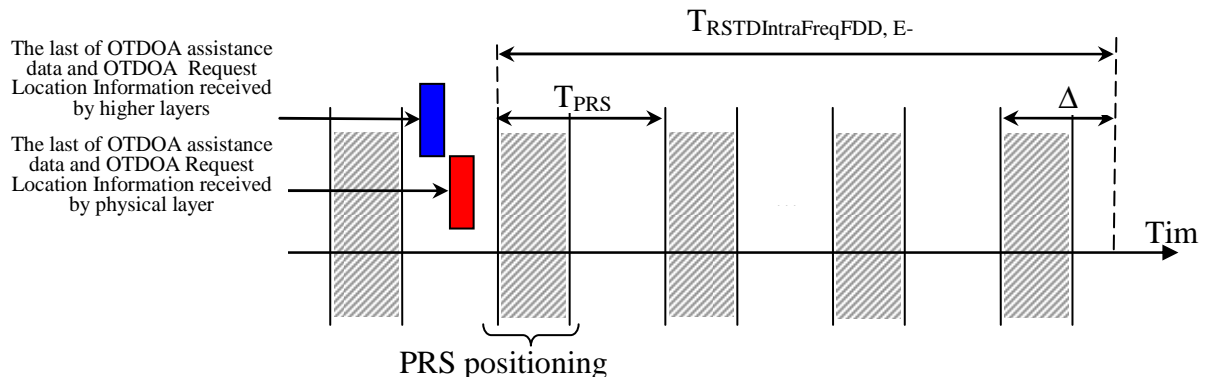 T_RSTDIntraFreqFDD, E-
The last of OTDOA assistance
data and OTDOA Request
Location Information received
by higher layers
T_PRS
Δ
The last of OTDOA assistance
data and OTDOA Request
Location Information received
by physical layer
...
Tim
PRS positioning